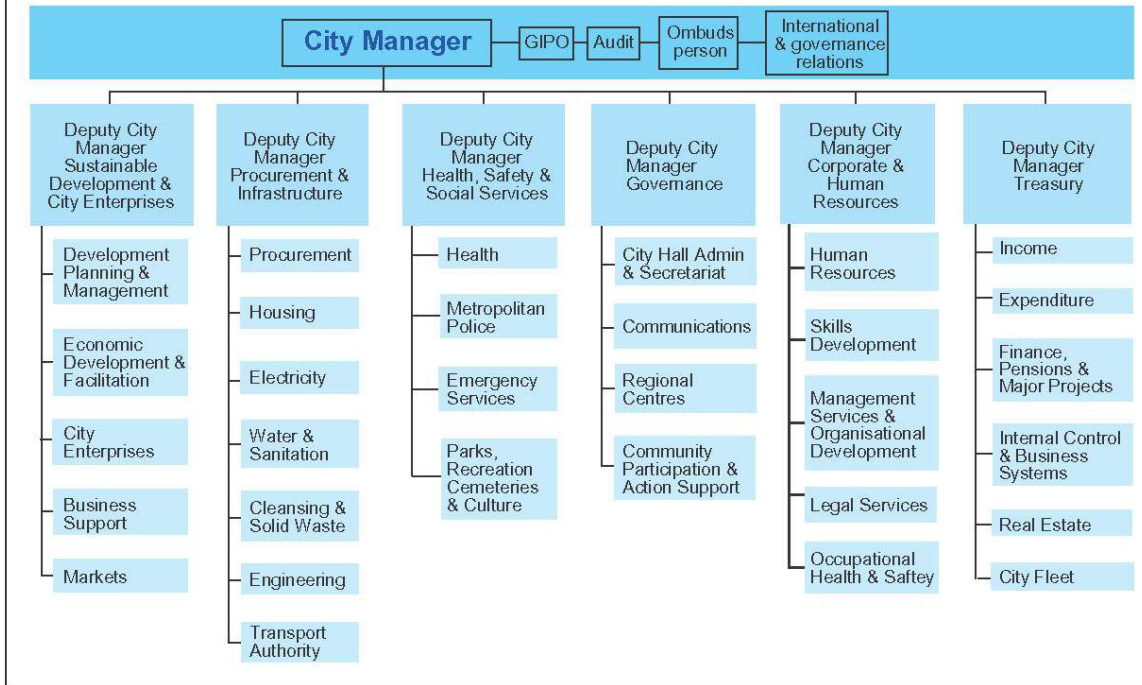 City Manager
GIPO
Audit
Ombuds
person
International
& governance
relations
Deputy City
Manager
Sustainable
Development &
City Enterprises
Development
Planning &
Management
Economic
Development &
Facilitation
City
Enterprises
Business
Support
Markets
Deputy City
Manager
Procurement &
Infrastructure
Procurement
Housing
Electricity
Water &
Sanitation
Cleansing &
Solid Waste
Engineering
Transport
Authority
Deputy City
Manager
Health, Safety &
Social Services
Health
Metropolitan
Police
Emergency
Services
Parks,
Recreation
Cemeteries
& Culture
Deputy City
Manager
Governance
City Hall Admin
& Secretariat
Communications
Regional
Centres
Community
Participation &
Action Support
Deputy City
Manager
Corporate &
Human
Resources
Human
Resources
Skills
Development
Management
Services &
Organisational
Development
Legal Services
Occupational
Health & Saftey
Deputy City
Manager
Treasury
Income
Expenditure
Finance,
Pensions &
Major Projects
Internal Control
& Business
Systems
Real Estate
City Fleet